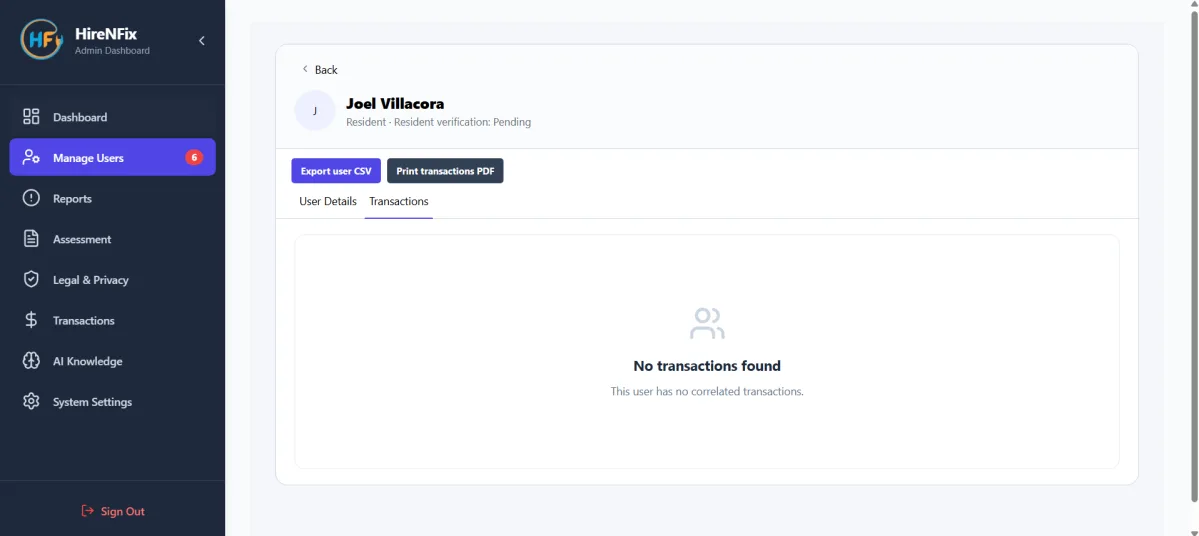 HF
HireNFix
Admin Dashboard
Dashboard
Manage Users 6
Reports
Assessment
Legal & Privacy
Transactions
AI Knowledge
System Settings
Sign Out
Back
J
Joel Villacora
Resident · Resident verification: Pending
Export user CSV Print transactions PDF
User Details Transactions
No transactions found
This user has no correlated transactions.